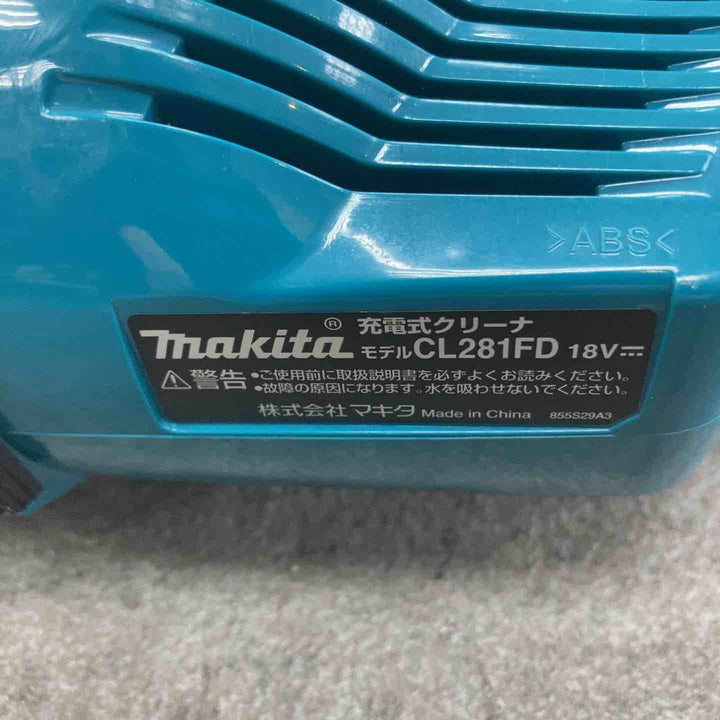 >ABS<
makita® 充電式クリーナ
モデルCL281FD 18V⎓
⚠警告 •ご使用前に取扱説明書を必ずよくお読みください。
•故障の原因になります。水を吸わせないでください。
株式会社マキタ Made in China 855S29A3